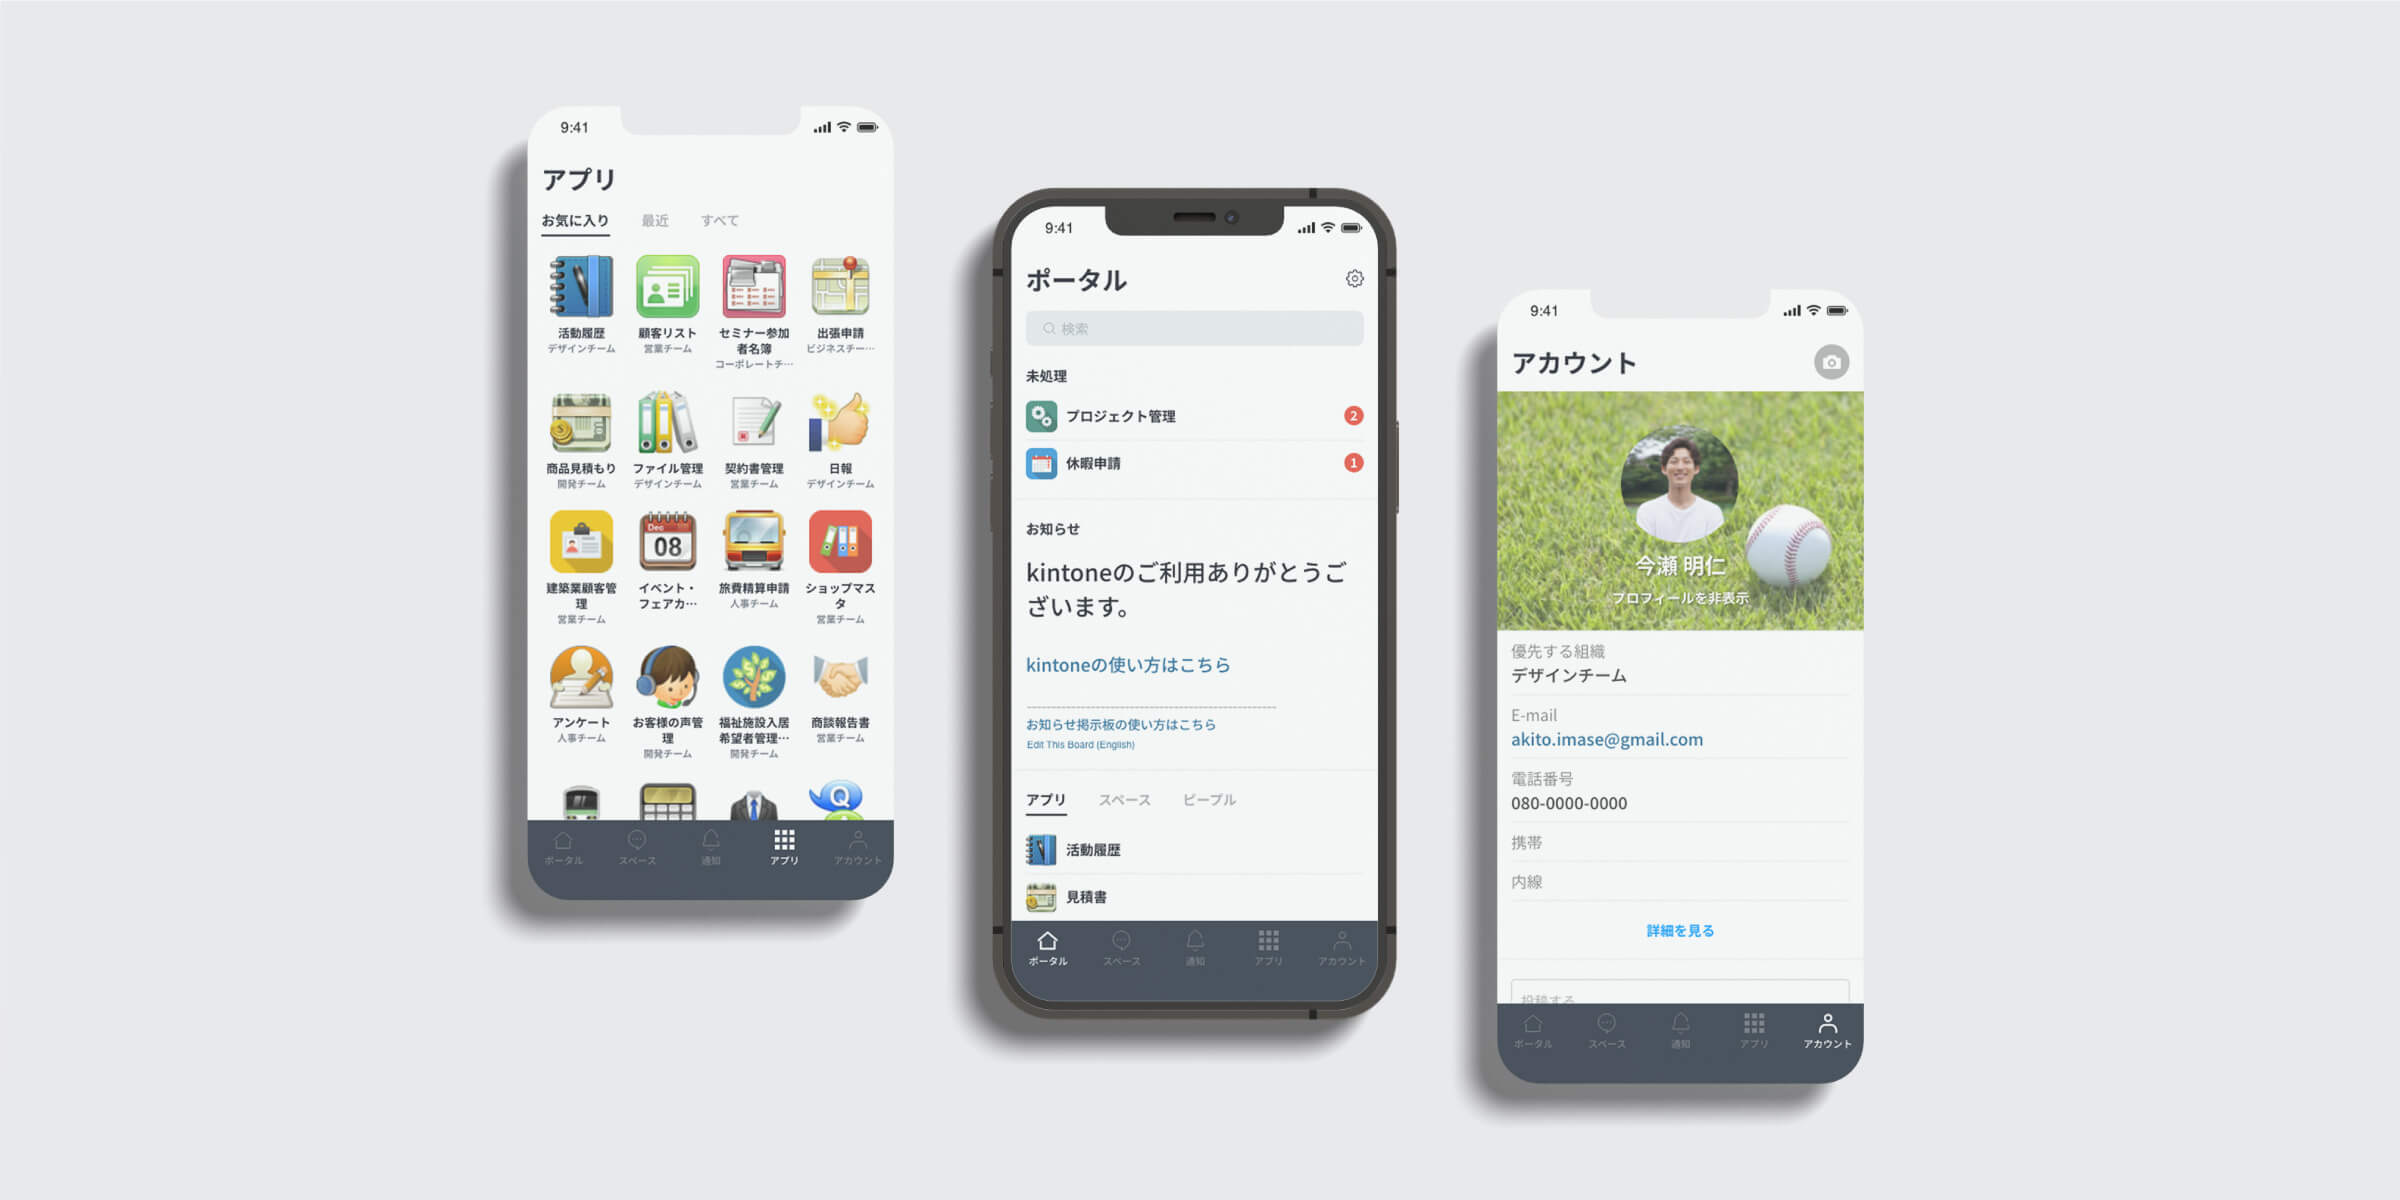 9:41
アプリ
お気に入り 最近 すべて
活動履歴 顧客リスト セミナー参加 出張申請
デザインチーム 営業チーム 者名簿 ビジネスチー…
コーポレートチ…
商品見積もり ファイル管理 契約書管理 日報
開発チーム デザインチーム 営業チーム デザインチーム
Dec
08
建築業顧客管 イベント・ 旅費精算申請 ショップマス
理 フェアカ… 人事チーム タ
営業チーム 営業チーム
アンケート お客様の声管 福祉施設入居 商談報告書
人事チーム 理 希望者管理… 営業チーム
開発チーム 開発チーム
Q
ポータル スペース 通知 アプリ アカウント
9:41
ポータル
検索
未処理
プロジェクト管理 2
休暇申請 1
お知らせ
kintoneのご利用ありがとうご
ざいます。
kintoneの使い方はこちら
--------------------------------------------------
お知らせ掲示板の使い方はこちら
Edit This Board (English)
アプリ スペース ピープル
活動履歴
見積書
ポータル スペース 通知 アプリ アカウント
9:41
アカウント
今瀬 明仁
プロフィールを非表示
優先する組織
デザインチーム
E-mail
akito.imase@gmail.com
電話番号
080-0000-0000
携帯
内線
詳細を見る
投稿する
ポータル スペース 通知 アプリ アカウント